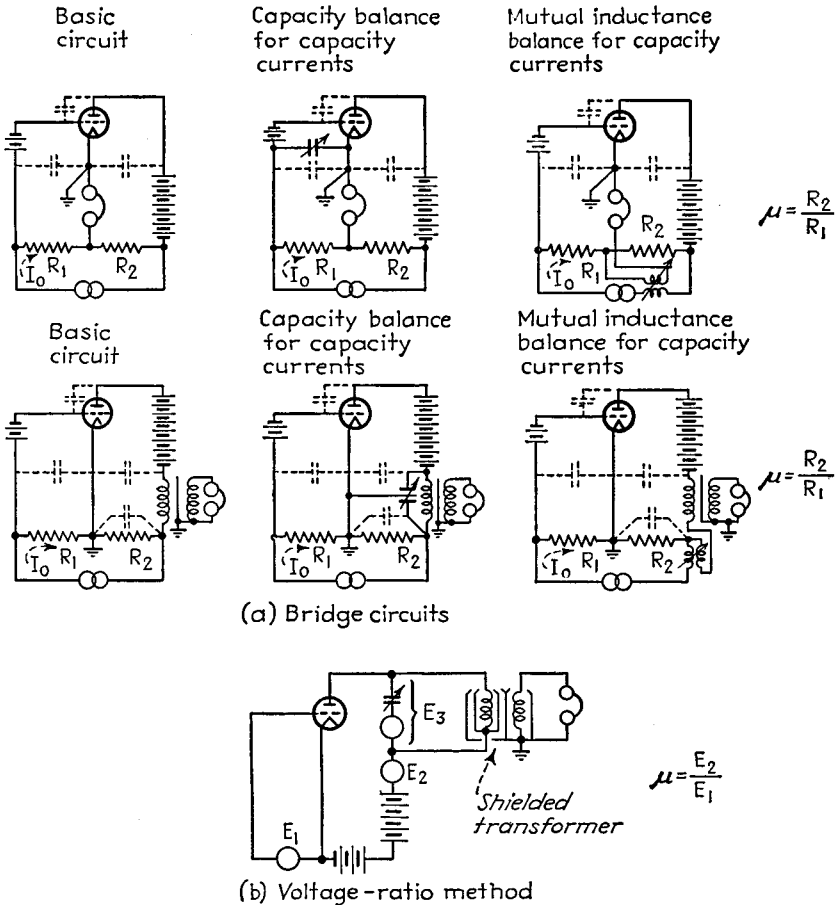 Basic
circuit
Capacity balance
for capacity
currents
Mutual inductance
balance for capacity
currents
I₀ R₁ R₂
I₀ R₁ R₂
I₀ R₁ R₂
μ = R₂/R₁
Basic
circuit
Capacity balance
for capacity
currents
Mutual inductance
balance for capacity
currents
I₀ R₁ R₂
I₀ R₁ R₂
I₀ R₁ R₂
μ = R₂/R₁
(a) Bridge circuits
E₃
E₂
E₁
Shielded
transformer
μ = E₂/E₁
(b) Voltage-ratio method